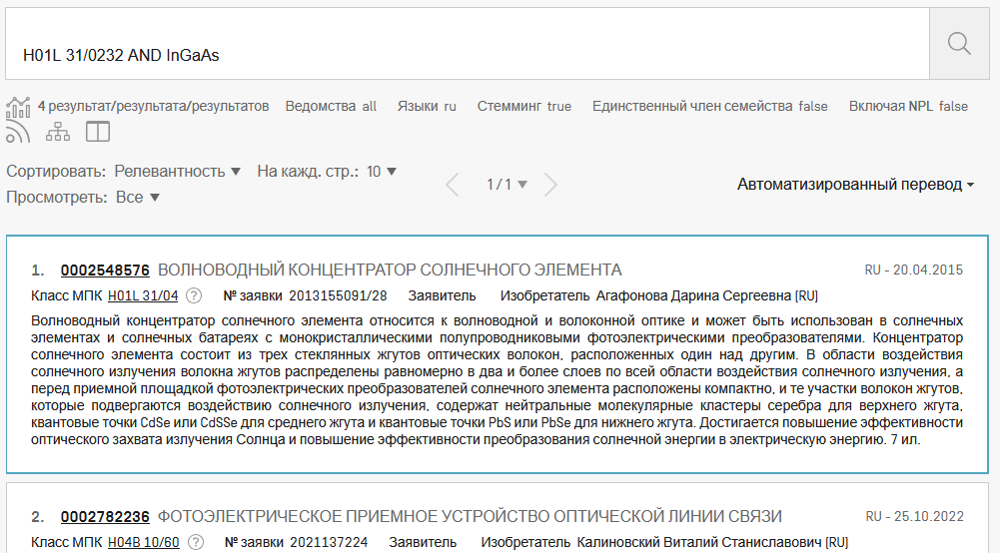 H01L 31/0232 AND InGaAs
4 результат/результата/результатов Ведомства all Языки ru Стемминг true Единственный член семейства false Включая NPL false
Сортировать: Релевантность На кажд. стр.: 10
1 / 1
Автоматизированный перевод
Просмотреть: Все
1. 0002548576 ВОЛНОВОДНЫЙ КОНЦЕНТРАТОР СОЛНЕЧНОГО ЭЛЕМЕНТА RU - 20.04.2015
Класс МПК H01L 31/04 ? № заявки 2013155091/28 Заявитель Изобретатель Агафонова Дарина Сергеевна (RU)
Волноводный концентратор солнечного элемента относится к волноводной и волоконной оптике и может быть использован в солнечных
элементах и солнечных батареях с монокристаллическими полупроводниковыми фотоэлектрическими преобразователями. Концентратор
солнечного элемента состоит из трех стеклянных жгутов оптических волокон, расположенных один над другим. В области воздействия
солнечного излучения волокна жгутов распределены равномерно в два и более слоев по всей области воздействия солнечного излучения, а
перед приемной площадкой фотоэлектрических преобразователей солнечного элемента расположены компактно, и те участки волокон жгутов,
которые подвергаются воздействию солнечного излучения, содержат нейтральные молекулярные кластеры серебра для верхнего жгута,
квантовые точки CdSe или CdSSe для среднего жгута и квантовые точки PbS или PbSe для нижнего жгута. Достигается повышение эффективности
оптического захвата излучения Солнца и повышение эффективности преобразования солнечной энергии в электрическую энергию. 7 ил.
2. 0002782236 ФОТОЭЛЕКТРИЧЕСКОЕ ПРИЕМНОЕ УСТРОЙСТВО ОПТИЧЕСКОЙ ЛИНИИ СВЯЗИ RU - 25.10.2022
Класс МПК H04B 10/60 ? № заявки 2021137224 Заявитель Изобретатель Калиновский Виталий Станиславович (RU)